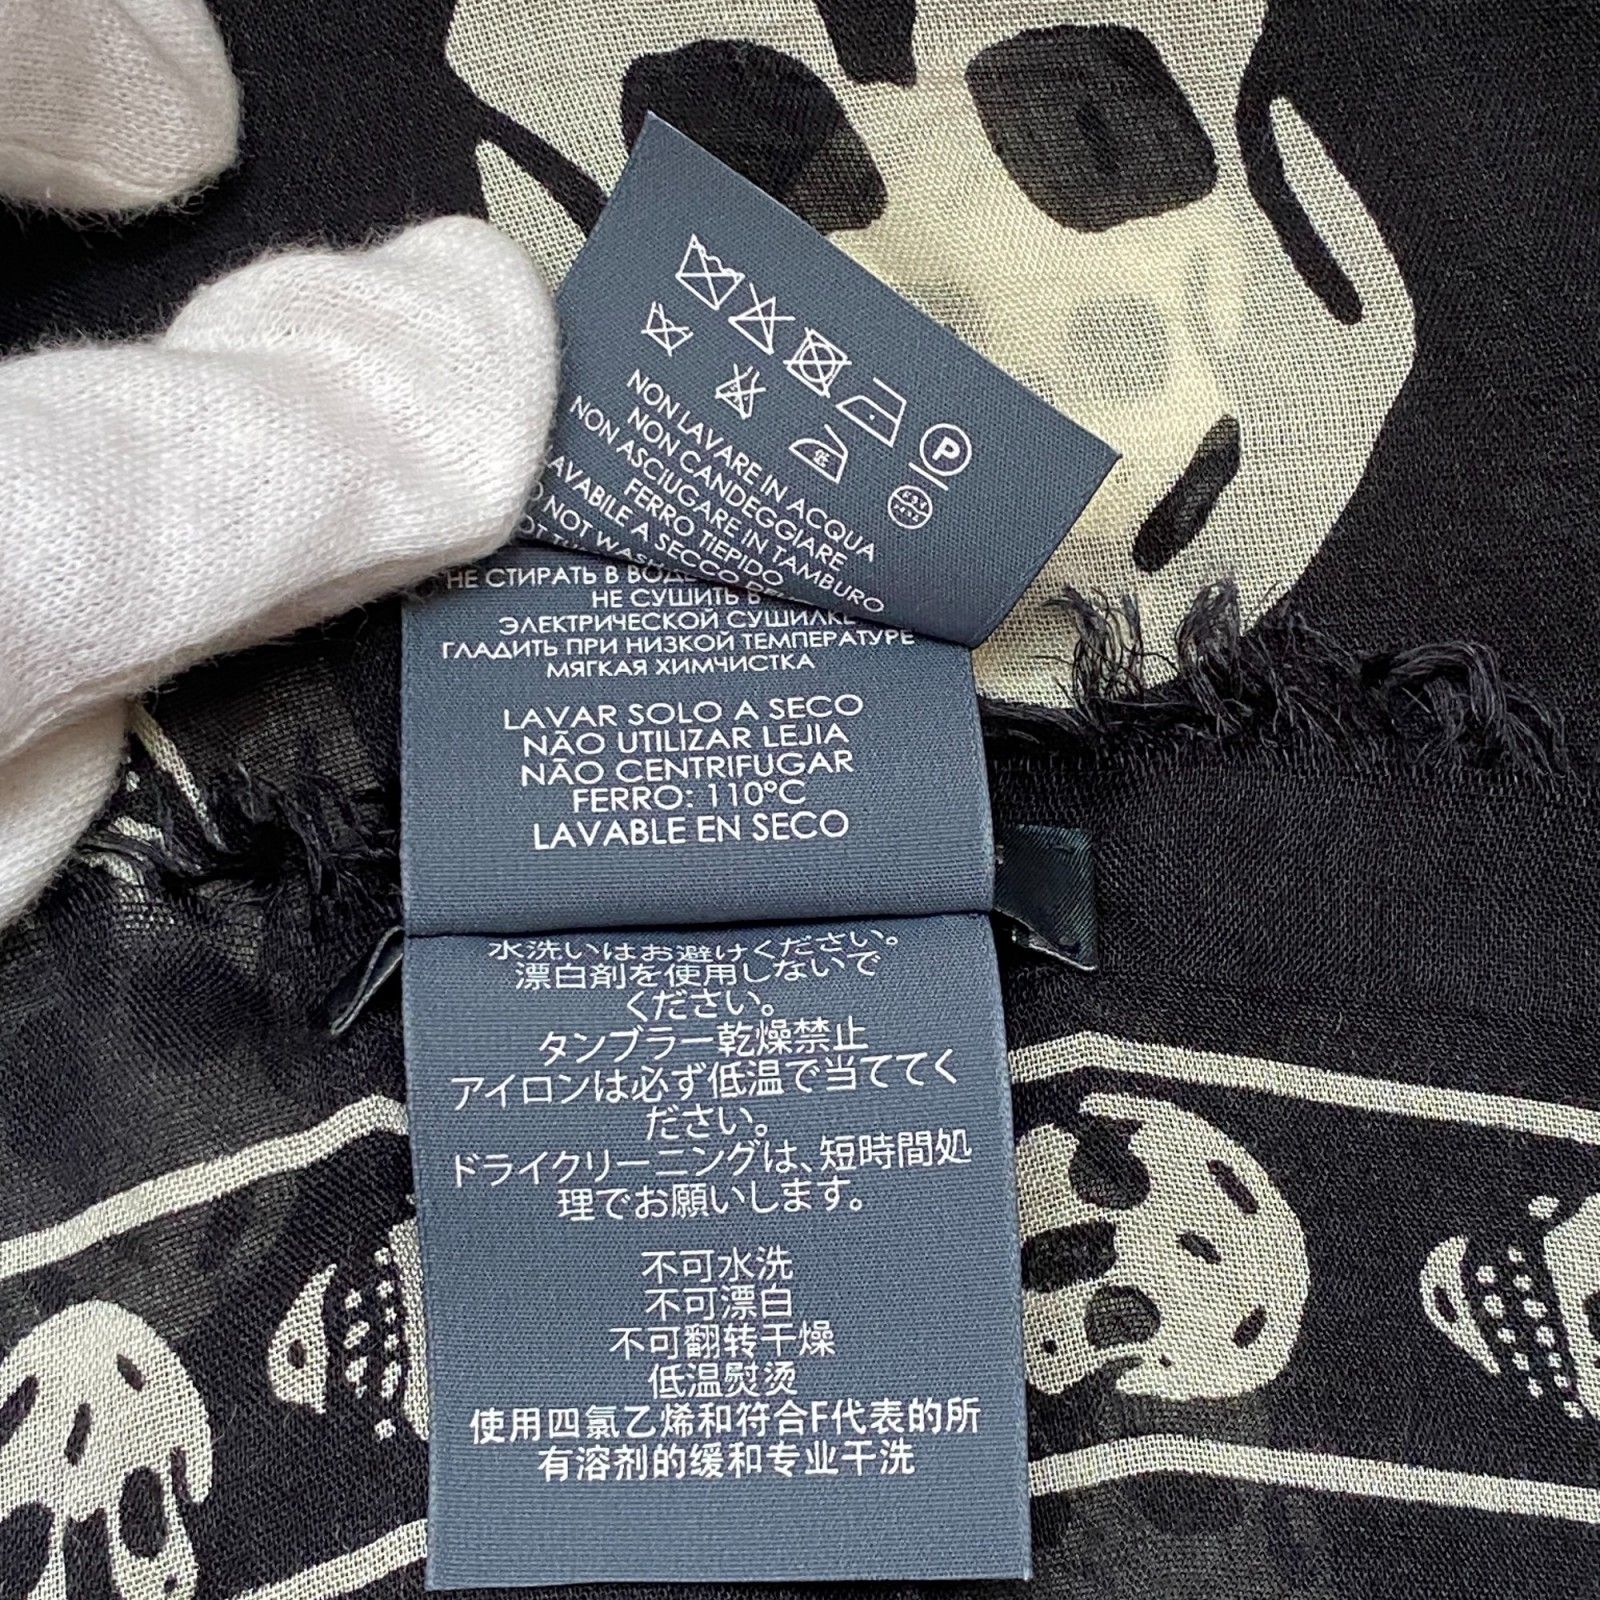 P
低
NON LAVARE IN ACQUA
NON CANDEGGIARE
NON ASCIUGARE IN TAMBURO
FERRO TIEPIDO
LAVABILE A SECCO
DO NOT WASH
НЕ СТИРАТЬ В ВОДЕ
НЕ СУШИТЬ В
ЭЛЕКТРИЧЕСКОЙ СУШИЛКЕ
ГЛАДИТЬ ПРИ НИЗКОЙ ТЕМПЕРАТУРЕ
МЯГКАЯ ХИМЧИСТКА
LAVAR SOLO A SECO
NÃO UTILIZAR LEJIA
NÃO CENTRIFUGAR
FERRO: 110°C
LAVABLE EN SECO
水洗いはお避けください。
漂白剤を使用しないで
ください。
タンブラー乾燥禁止
アイロンは必ず低温で当ててく
ださい。
ドライクリーニングは、短時間処
理でお願いします。
不可水洗
不可漂白
不可翻转干燥
低温熨烫
使用四氯乙烯和符合F代表的所
有溶剂的缓和专业干洗